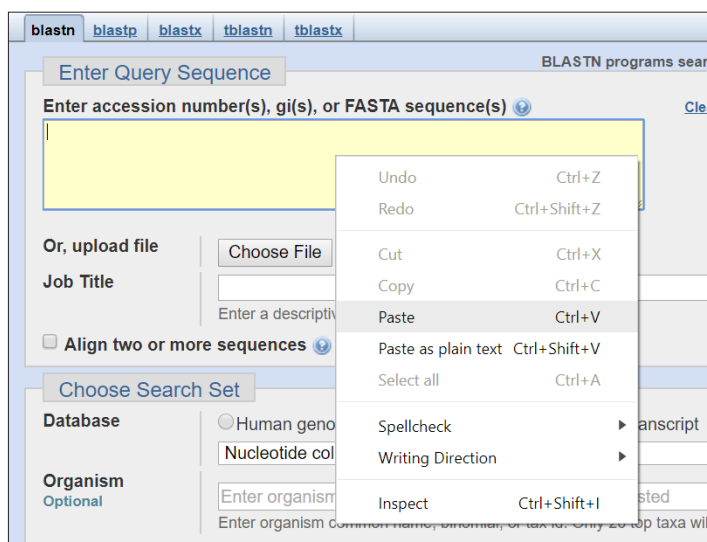 blastn blastp blastx tblastn tblastx
BLASTN programs sear
Enter Query Sequence
Enter accession number(s), gi(s), or FASTA sequence(s)
Cle
Undo Ctrl+Z
Redo Ctrl+Shift+Z
Cut Ctrl+X
Copy Ctrl+C
Paste Ctrl+V
Paste as plain text Ctrl+Shift+V
Select all Ctrl+A
Spellcheck
Writing Direction
Inspect Ctrl+Shift+I
Or, upload file Choose File
Job Title
Enter a descriptiv
Align two or more sequences
Choose Search Set
Database Human geno anscript
Nucleotide col
Organism
Optional
Enter organism sted
Enter organism common name, binomial, or tax id. Only 20 top taxa wil